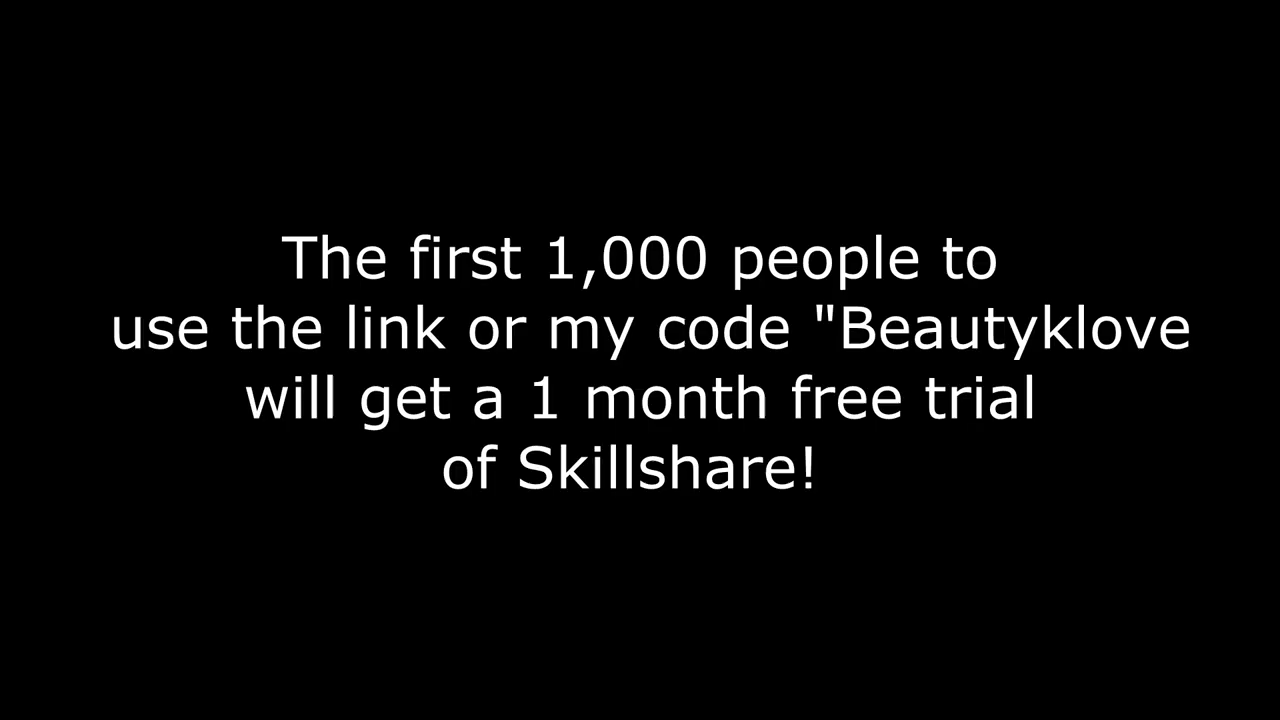 The first 1,000 people to
use the link or my code "Beautyklove
will get a 1 month free trial
of Skillshare!